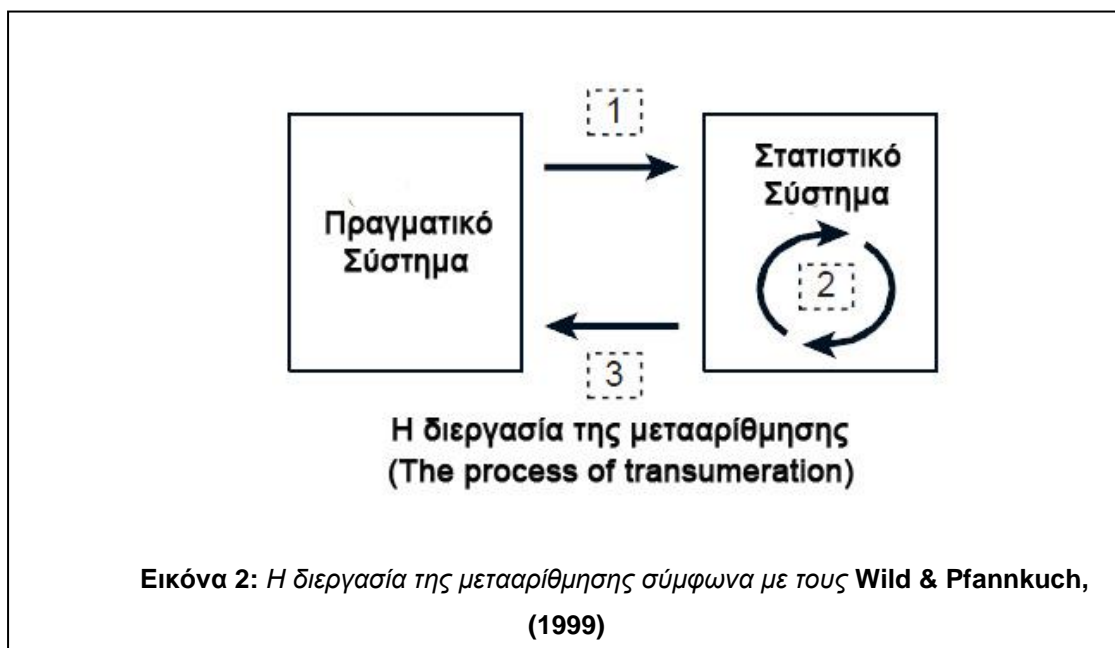 1
Πραγματικό
Σύστημα
Στατιστικό
Σύστημα
2
3
Η διεργασία της μετααρίθμησης
(The process of transumeration)
Εικόνα 2: Η διεργασία της μετααρίθμησης σύμφωνα με τους Wild & Pfannkuch,
(1999)